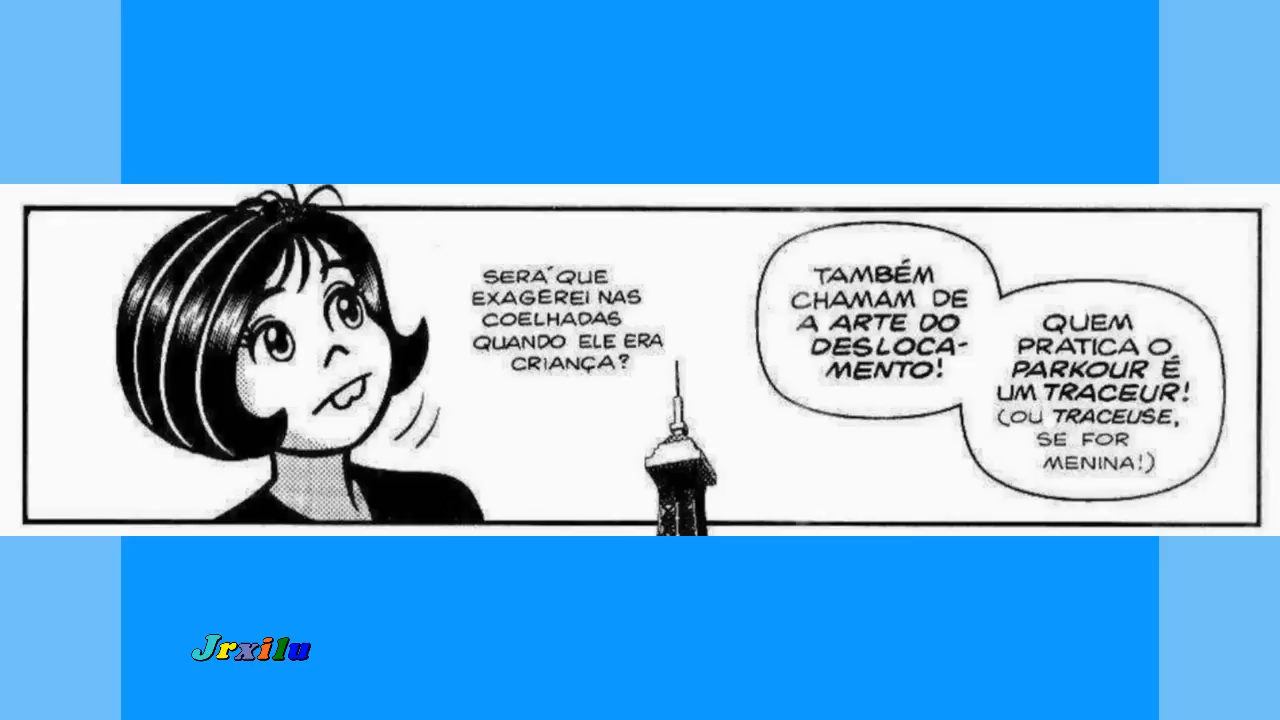 SERÁ QUE
EXAGEREI NAS
COELHADAS
QUANDO ELE ERA
CRIANÇA?
TAMBÉM
CHAMAM DE
A ARTE DO
DESLOCA-
MENTO!
QUEM
PRATICA O
PARKOUR É
UM TRACEUR!
(OU TRACEUSE,
SE FOR
MENINA!)
Jrxilu